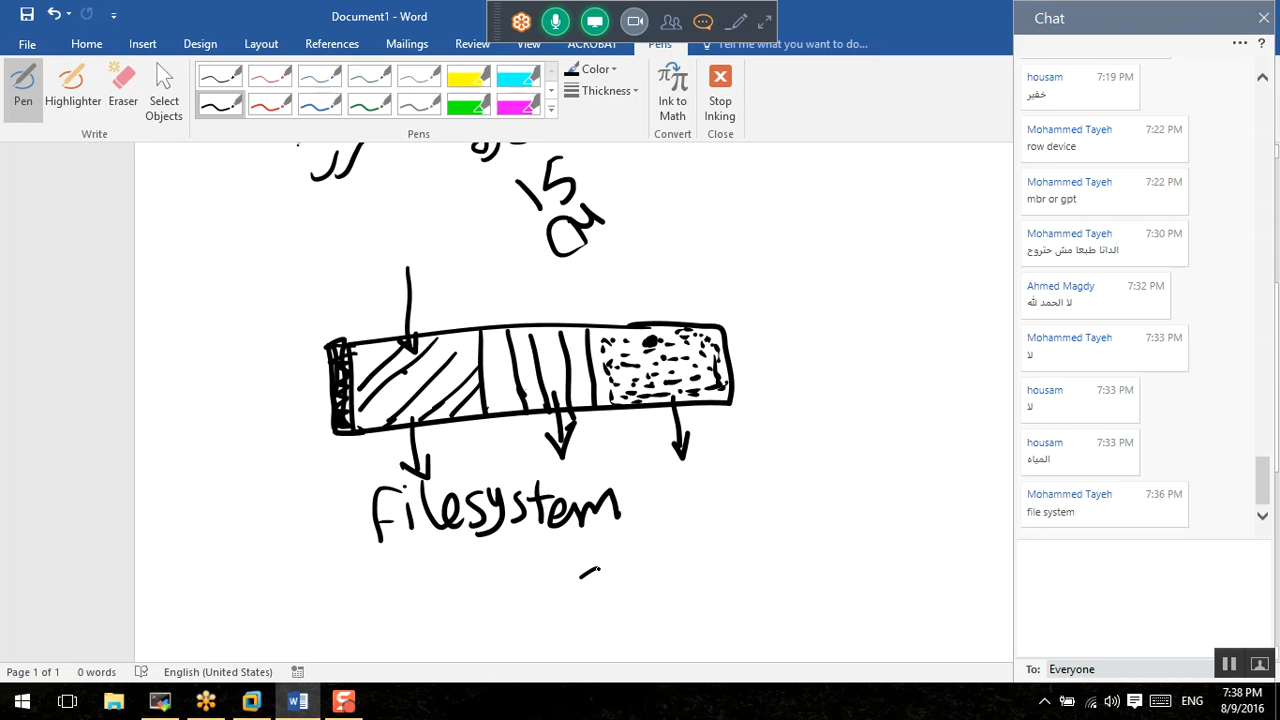 Document1 - Word
Chat
File Home Insert Design Layout References Mailings Review View ACROBAT Pens Tell me what you want to do...
Pen Highlighter Eraser Select Objects
Write
Pens
Color
Thickness
Ink to Math
Convert
Stop Inking
Close
15
Filesystem
housam 7:19 PM
خفير
Mohammed Tayeh 7:22 PM
row device
Mohammed Tayeh 7:22 PM
mbr or gpt
Mohammed Tayeh 7:30 PM
الداتا طبعا مش حتروح
Ahmed Magdy 7:32 PM
لا الحمد لله
Mohammed Tayeh 7:33 PM
لا
housam 7:33 PM
لا
housam 7:33 PM
المياه
Mohammed Tayeh 7:36 PM
file system
To: Everyone
Page 1 of 1 0 words English (United States)
ENG
7:38 PM
8/9/2016